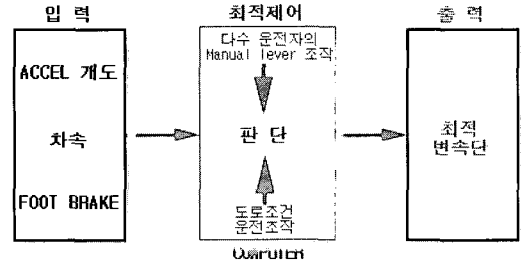 입 력
ACCEL 개도
차속
FOOT BRAKE
최적제어
다수 운전자의
Manual lever 조작
판 단
도로조건
운전조작
출 력
최적
변속단